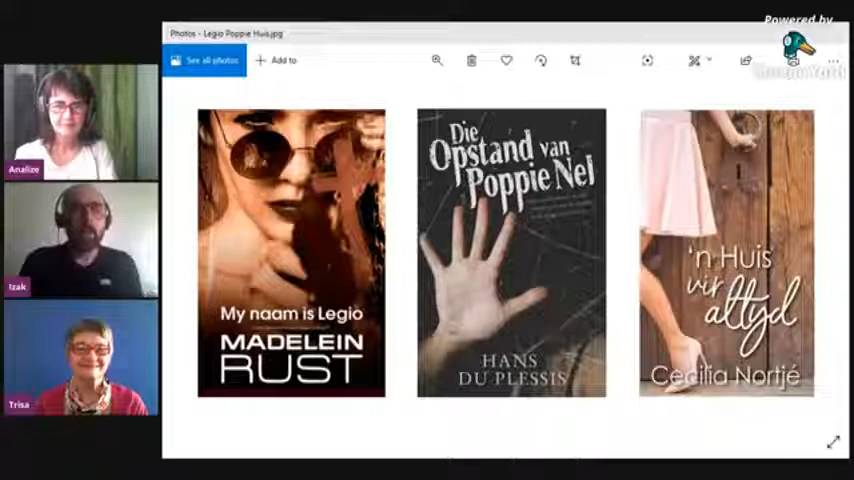 Powered by
StreamYard
Photos - Legio Poppie Huis.jpg
See all photos
Add to
Analize
Izak
Trisa
My naam is Legio
MADELEIN
RUST
Die
Opstand van
Poppie Nel
HANS
DU PLESSIS
'n Huis
vir
altyd
Cecilia Nortjé